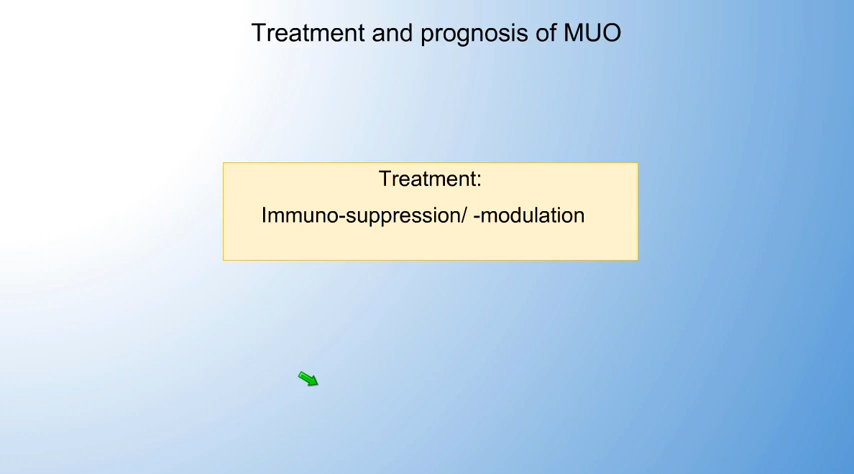 Treatment and prognosis of MUO
Treatment:
Immuno-suppression/ -modulation